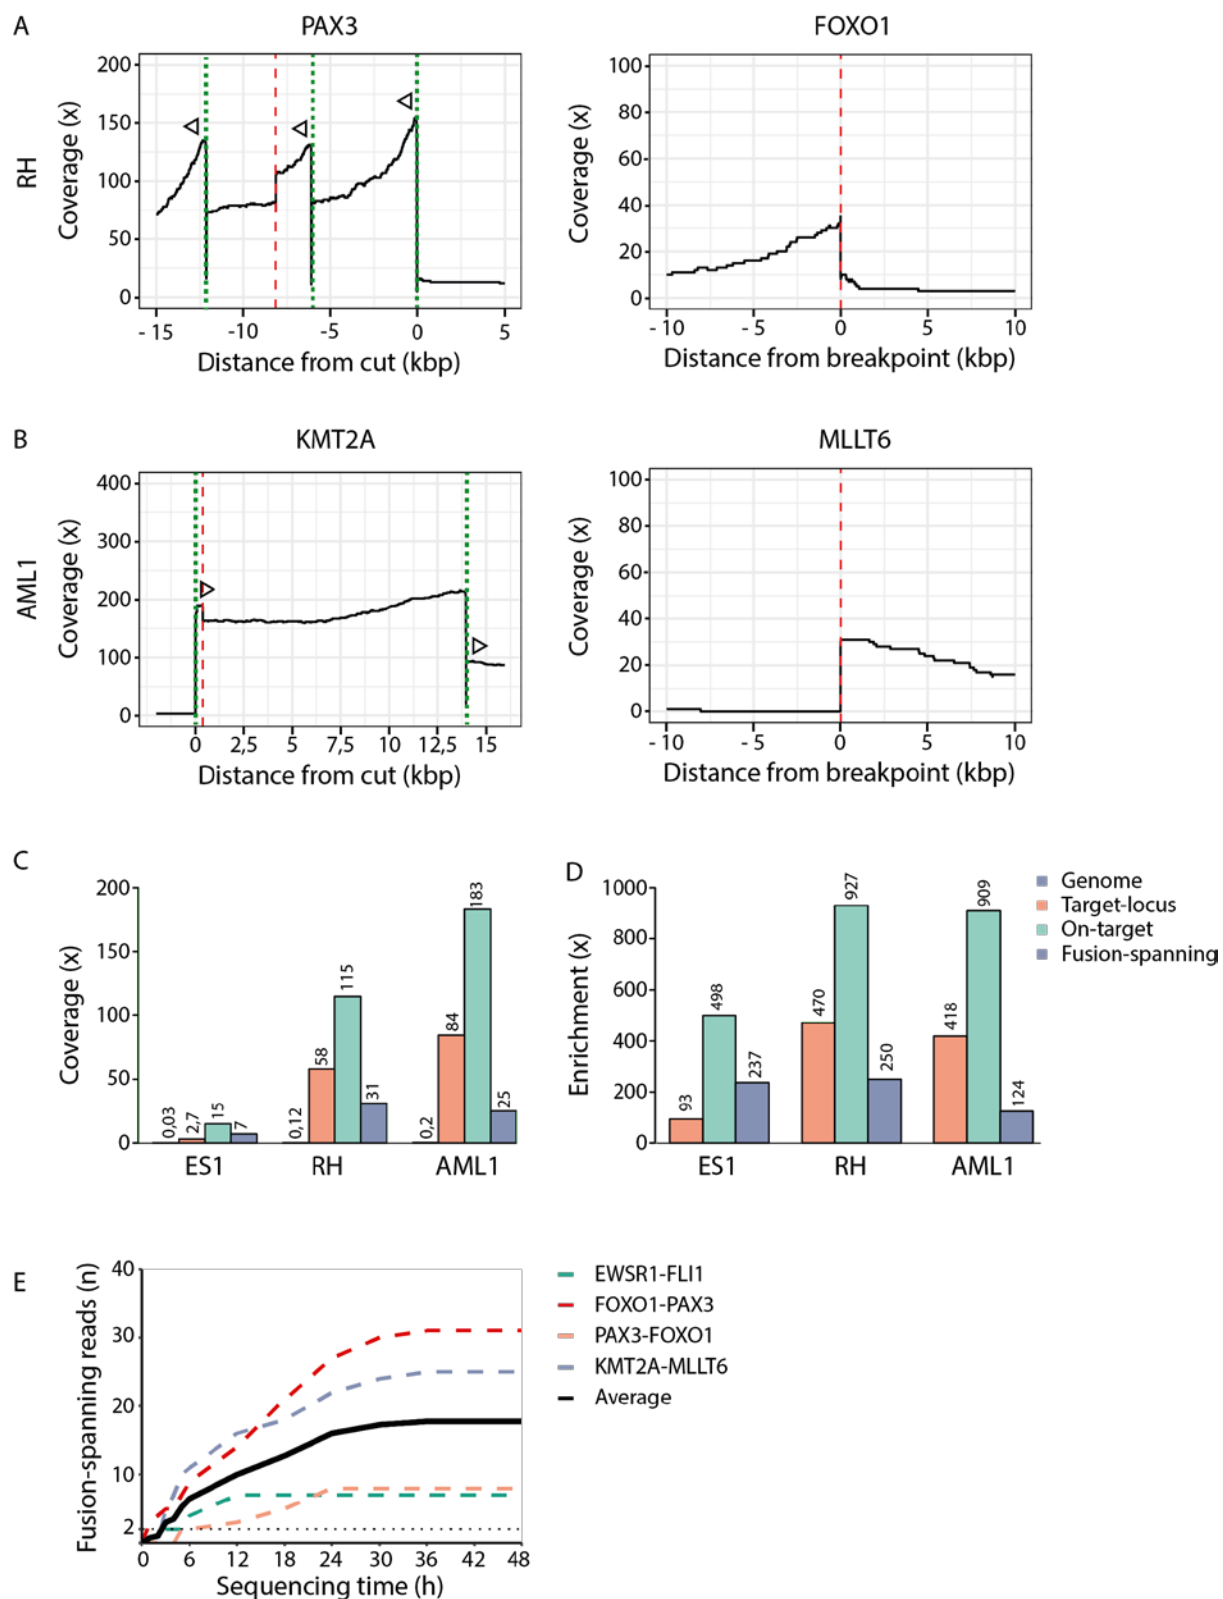 A
PAX3
FOXO1
RH
Coverage (x)
200
150
100
50
0
-15
-10
-5
0
5
Distance from cut (kbp)
Coverage (x)
100
80
60
40
20
0
- 10
- 5
0
5
10
Distance from breakpoint (kbp)
B
KMT2A
MLLT6
AML1
Coverage (x)
400
300
200
100
0
0
2,5
5
7,5
10
12,5
15
Distance from cut (kbp)
Coverage (x)
100
80
60
40
20
0
- 10
- 5
0
5
10
Distance from breakpoint (kbp)
C
Coverage (x)
200
150
100
50
0
0,03
2,7
15
7
0,12
58
115
31
0,2
84
183
25
ES1
RH
AML1
D
Enrichment (x)
1000
800
600
400
200
0
93
498
237
470
927
250
418
909
124
ES1
RH
AML1
Genome
Target-locus
On-target
Fusion-spanning
E
Fusion-spanning reads (n)
40
30
20
10
2
0
6
12
18
24
30
36
42
48
Sequencing time (h)
EWSR1-FLI1
FOXO1-PAX3
PAX3-FOXO1
KMT2A-MLLT6
Average